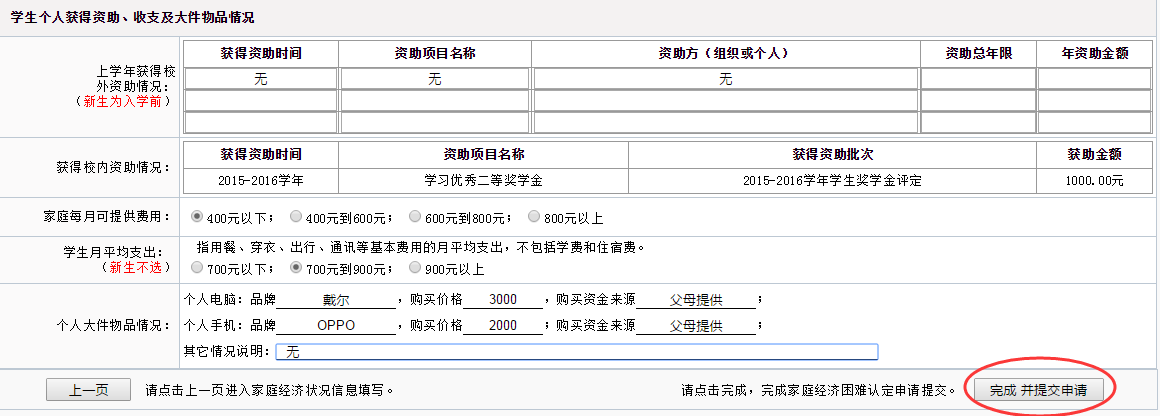 学生个人获得资助、收支及大件物品情况
上学年获得校外资助情况：
（新生为入学前）
获得资助时间 资助项目名称 资助方（组织或个人） 资助总年限 年资助金额
无 无 无
获得校内资助情况：
获得资助时间 资助项目名称 获得资助批次 获助金额
2015-2016学年 学习优秀二等奖学金 2015-2016学年学生奖学金评定 1000.00元
家庭每月可提供费用： 400元以下； 400元到600元； 600元到800元； 800元以上
学生月平均支出：
（新生不选）
指用餐、穿衣、出行、通讯等基本费用的月平均支出，不包括学费和住宿费。
700元以下； 700元到900元； 900元以上
个人大件物品情况：
个人电脑：品牌 戴尔 ，购买价格 3000 ，购买资金来源 父母提供 ；
个人手机：品牌 OPPO ，购买价格 2000 ，购买资金来源 父母提供 ；
其它情况说明： 无
上一页 请点击上一页进入家庭经济状况信息填写。 请点击完成，完成家庭经济困难认定申请提交。 完成 并提交申请